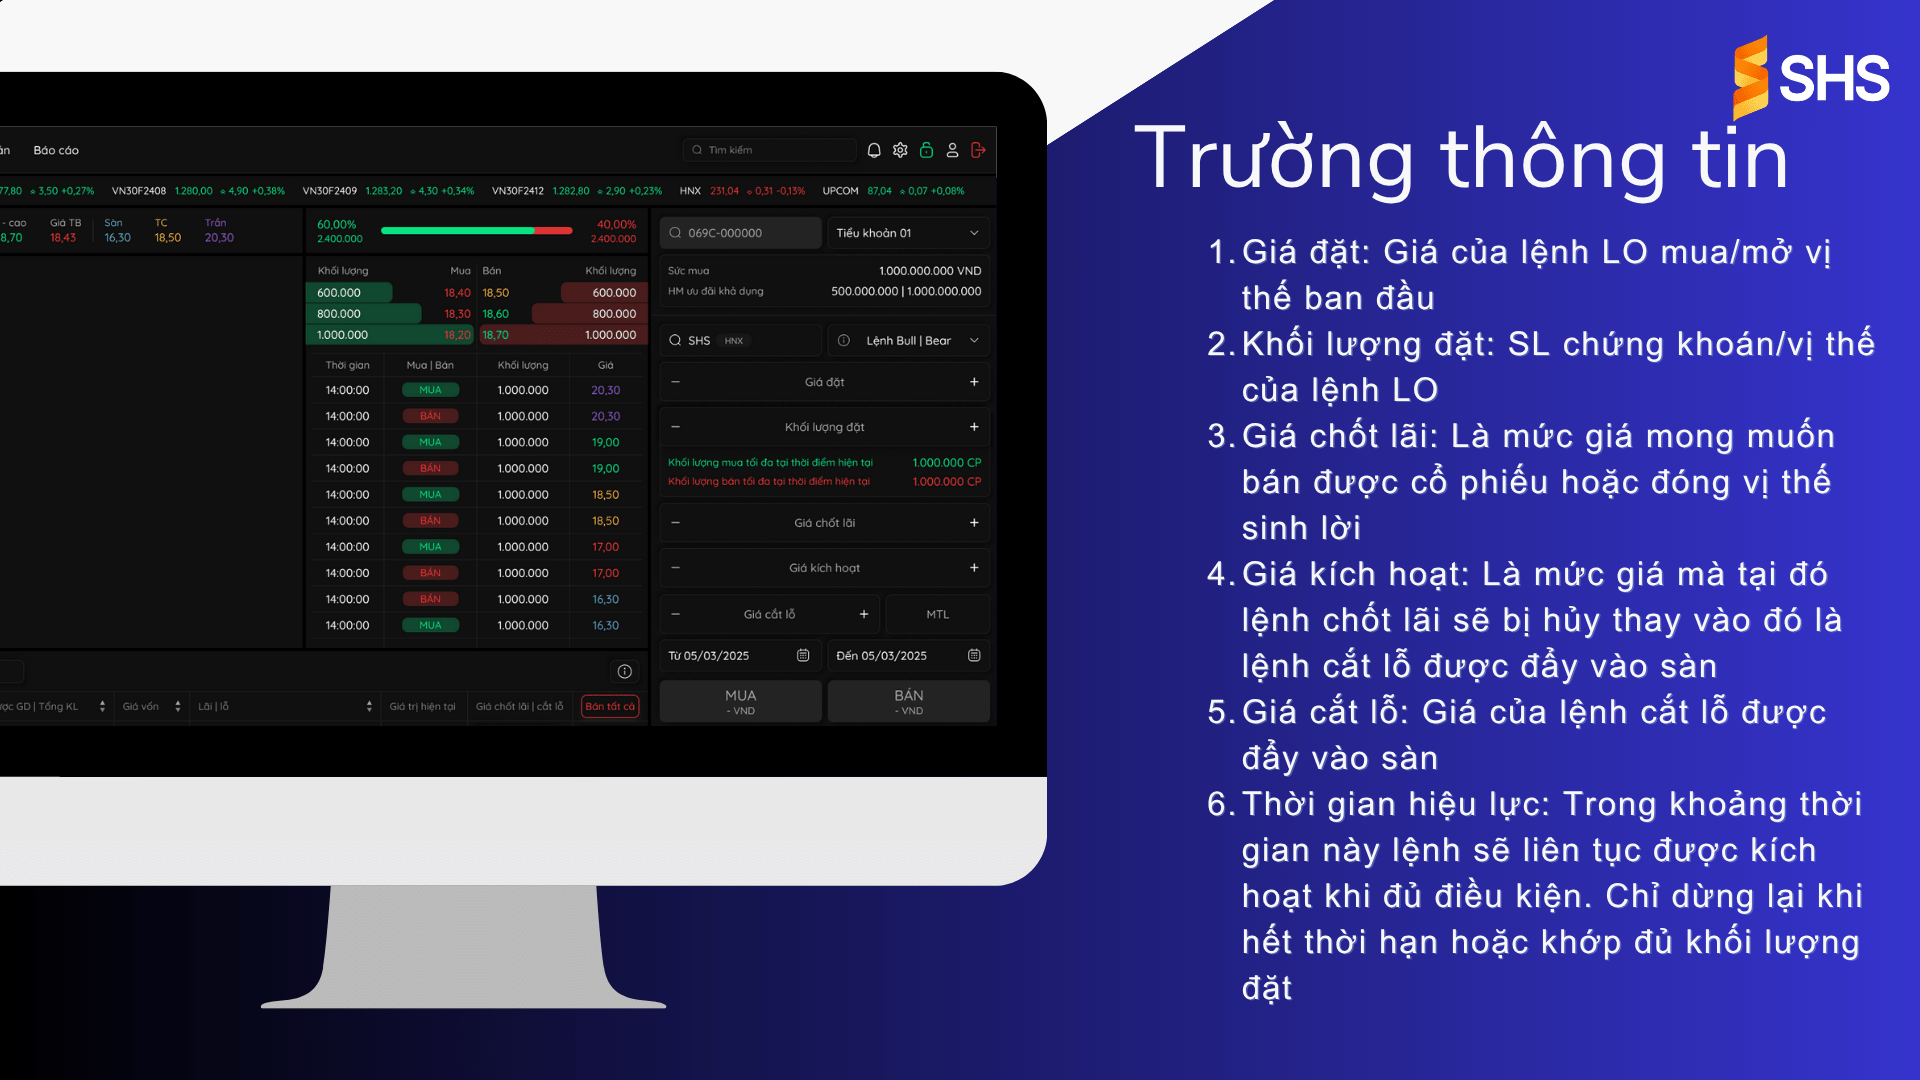 SHS
Trường thông tin
1. Giá đặt: Giá của lệnh LO mua/mở vị
thế ban đầu
2. Khối lượng đặt: SL chứng khoán/vị thế
của lệnh LO
3. Giá chốt lãi: Là mức giá mong muốn
bán được cổ phiếu hoặc đóng vị thế
sinh lời
4. Giá kích hoạt: Là mức giá mà tại đó
lệnh chốt lãi sẽ bị hủy thay vào đó là
lệnh cắt lỗ được đẩy vào sàn
5. Giá cắt lỗ: Giá của lệnh cắt lỗ được
đẩy vào sàn
6. Thời gian hiệu lực: Trong khoảng thời
gian này lệnh sẽ liên tục được kích
hoạt khi đủ điều kiện. Chỉ dừng lại khi
hết thời hạn hoặc khớp đủ khối lượng
đặt
Báo cáo Tìm kiếm
77,80 3,50 +0,27% VN30F2408 1.280,00 4,90 +0,38% VN30F2409 1.283,20 4,30 +0,34% VN30F2412 1.282,80 2,90 +0,23% HNX 231,04 0,31 -0,13% UPCOM 87,04 0,07 +0,08%
- cao Giá TB Sàn TC Trần
8,70 18,43 16,30 18,50 20,30
60,00% 40,00%
2.400.000 2.400.000
Khối lượng Mua Bán Khối lượng
600.000 18,40 18,50 600.000
800.000 18,30 18,60 800.000
1.000.000 18,20 18,70 1.000.000
Thời gian Mua | Bán Khối lượng Giá
14:00:00 MUA 1.000.000 20,30
14:00:00 BÁN 1.000.000 20,30
14:00:00 MUA 1.000.000 19,00
14:00:00 BÁN 1.000.000 19,00
14:00:00 MUA 1.000.000 18,50
14:00:00 BÁN 1.000.000 18,50
14:00:00 MUA 1.000.000 17,00
14:00:00 BÁN 1.000.000 17,00
14:00:00 BÁN 1.000.000 16,30
14:00:00 MUA 1.000.000 16,30
069C-000000 Tiểu khoản 01
Sức mua 1.000.000.000 VND
HM ưu đãi khả dụng 500.000.000 | 1.000.000.000
SHS HNX Lệnh Bull | Bear
− Giá đặt +
− Khối lượng đặt +
Khối lượng mua tối đa tại thời điểm hiện tại 1.000.000 CP
Khối lượng bán tối đa tại thời điểm hiện tại 1.000.000 CP
− Giá chốt lãi +
− Giá kích hoạt +
− Giá cắt lỗ + MTL
Từ 05/03/2025 Đến 05/03/2025
MUA BÁN
- VND - VND
GD | Tổng KL Giá vốn Lãi | lỗ Giá trị hiện tại Giá chốt lãi | cắt lỗ Bán tất cả